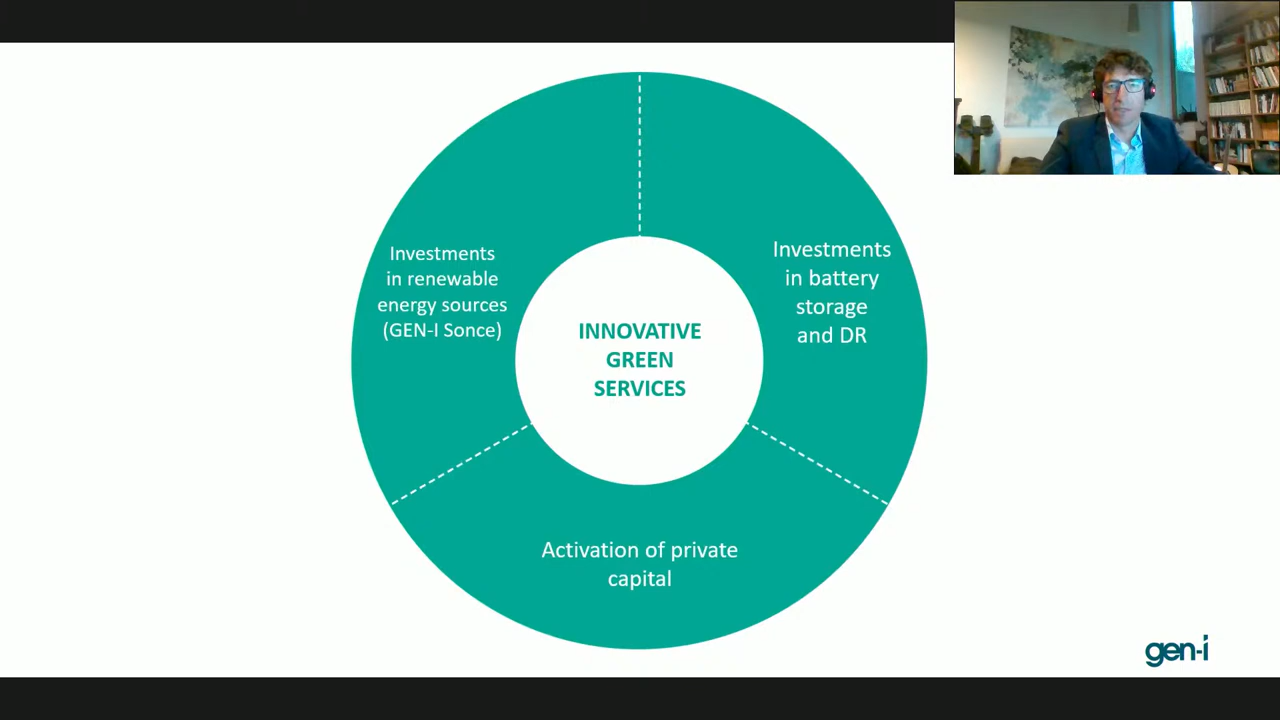 Investments
in renewable
energy sources
(GEN-I Sonce)
Investments
in battery
storage
and DR
INNOVATIVE
GREEN
SERVICES
Activation of private
capital
gen-i